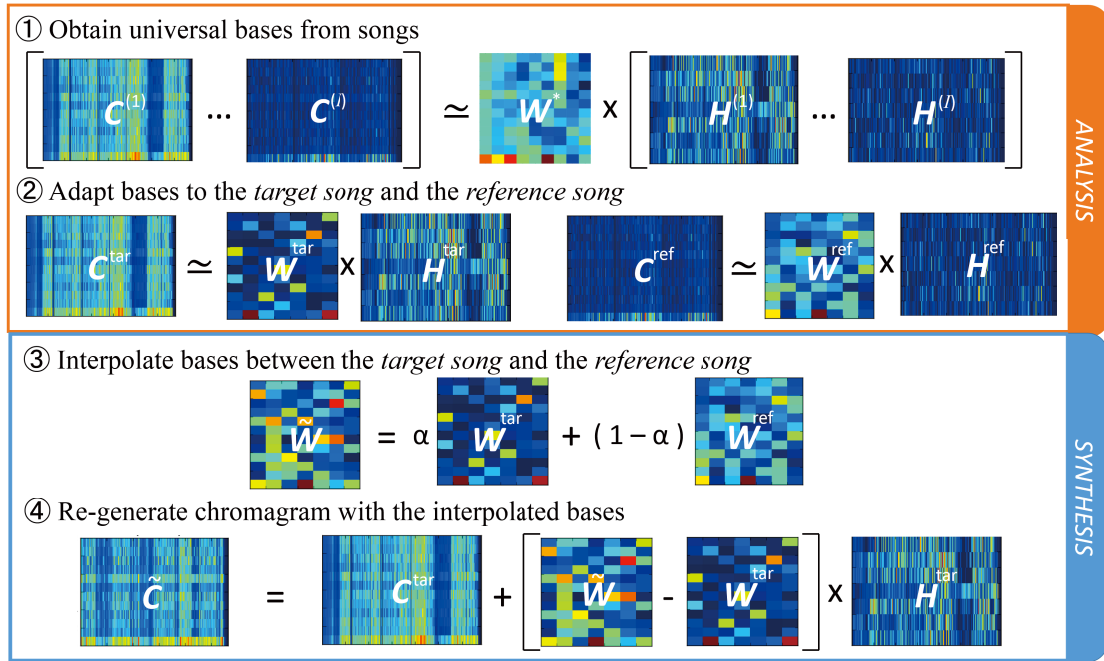 ① Obtain universal bases from songs
C(1) ... C(i) ≃ W* x H(1) ... H(I)
② Adapt bases to the target song and the reference song
Ctar ≃ Wtar x Htar Cref ≃ Wref x Href
ANALYSIS
③ Interpolate bases between the target song and the reference song
W̃ = α Wtar + ( 1 – α ) Wref
④ Re-generate chromagram with the interpolated bases
C̃ = Ctar + [ W̃ - Wtar ] x Htar
SYNTHESIS